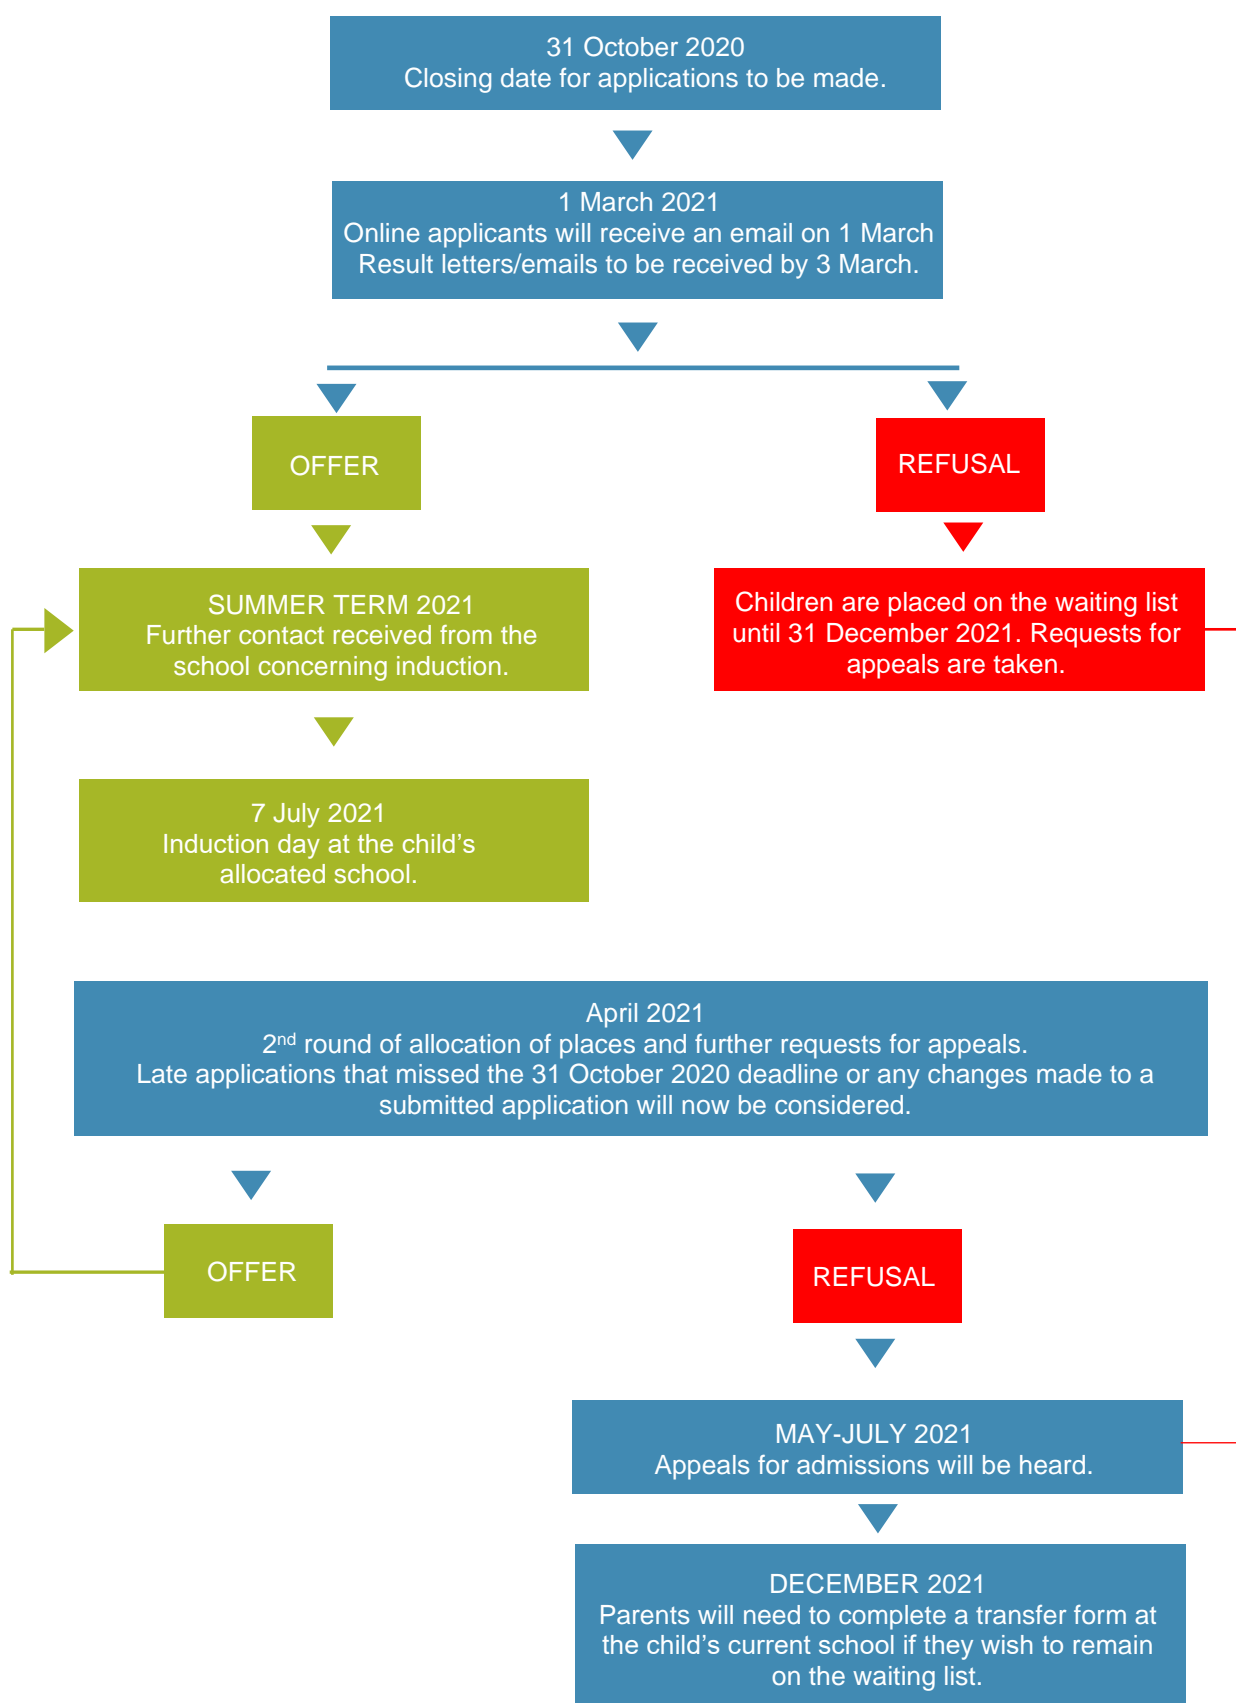 31 October 2020
Closing date for applications to be made.
1 March 2021
Online applicants will receive an email on 1 March
Result letters/emails to be received by 3 March.
OFFER
REFUSAL
SUMMER TERM 2021
Further contact received from the
school concerning induction.
Children are placed on the waiting list
until 31 December 2021. Requests for
appeals are taken.
7 July 2021
Induction day at the child’s
allocated school.
April 2021
2nd round of allocation of places and further requests for appeals.
Late applications that missed the 31 October 2020 deadline or any changes made to a
submitted application will now be considered.
OFFER
REFUSAL
MAY-JULY 2021
Appeals for admissions will be heard.
DECEMBER 2021
Parents will need to complete a transfer form at
the child’s current school if they wish to remain
on the waiting list.